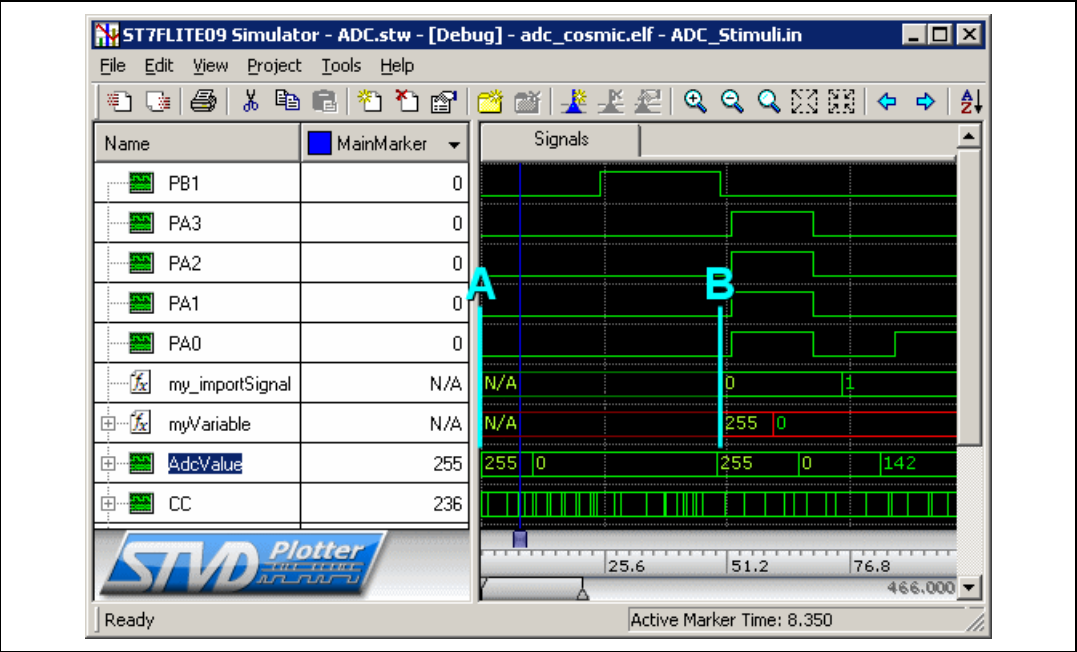 ST7FLITE09 Simulator - ADC.stw - [Debug] - adc_cosmic.elf - ADC_Stimuli.in
File Edit View Project Tools Help
Name MainMarker Signals
PB1 0
PA3 0
PA2 0
A B
PA1 0
PA0 0
my_importSignal N/A N/A 0 1
myVariable N/A N/A 255 0
AdcValue 255 255 0 255 0 142
CC 236
STVD Plotter
25.6 51.2 76.8
466.000
Ready Active Marker Time: 8.350